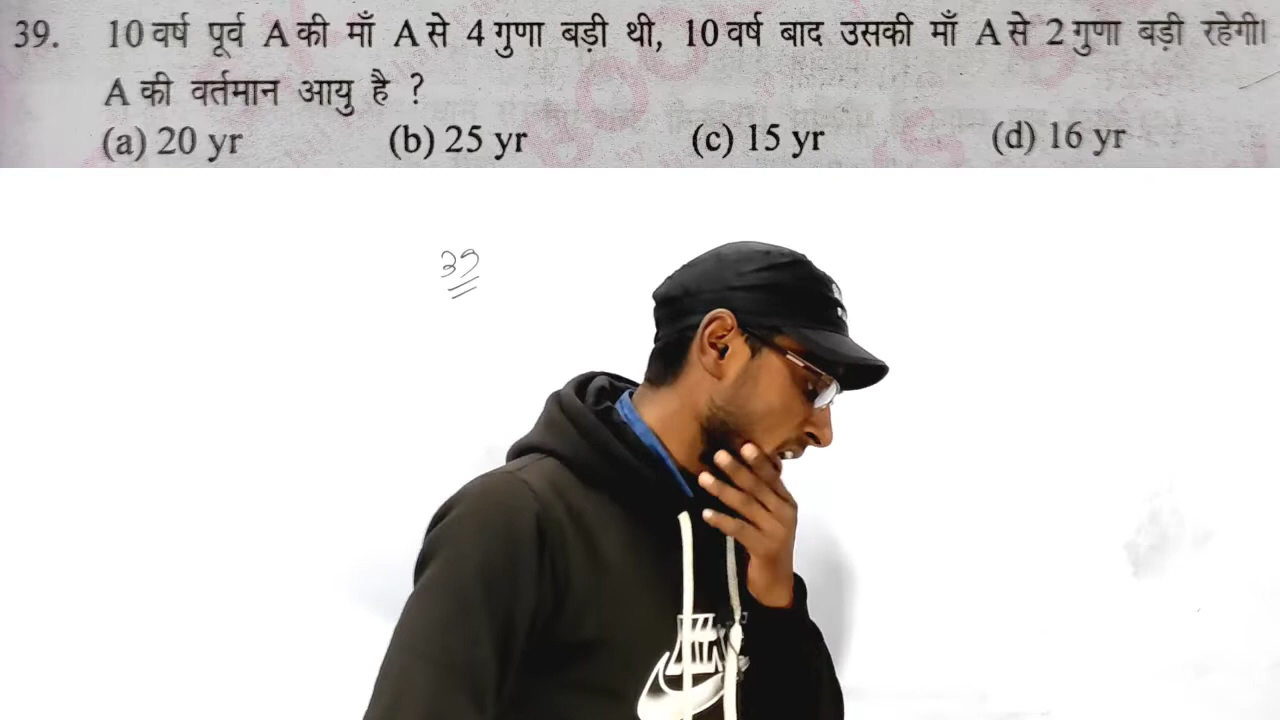 39. 10 वर्ष पूर्व A की माँ A से 4 गुणा बड़ी थी, 10 वर्ष बाद उसकी माँ A से 2 गुणा बड़ी रहेगी।
A की वर्तमान आयु है ?
(a) 20 yr (b) 25 yr (c) 15 yr (d) 16 yr
39